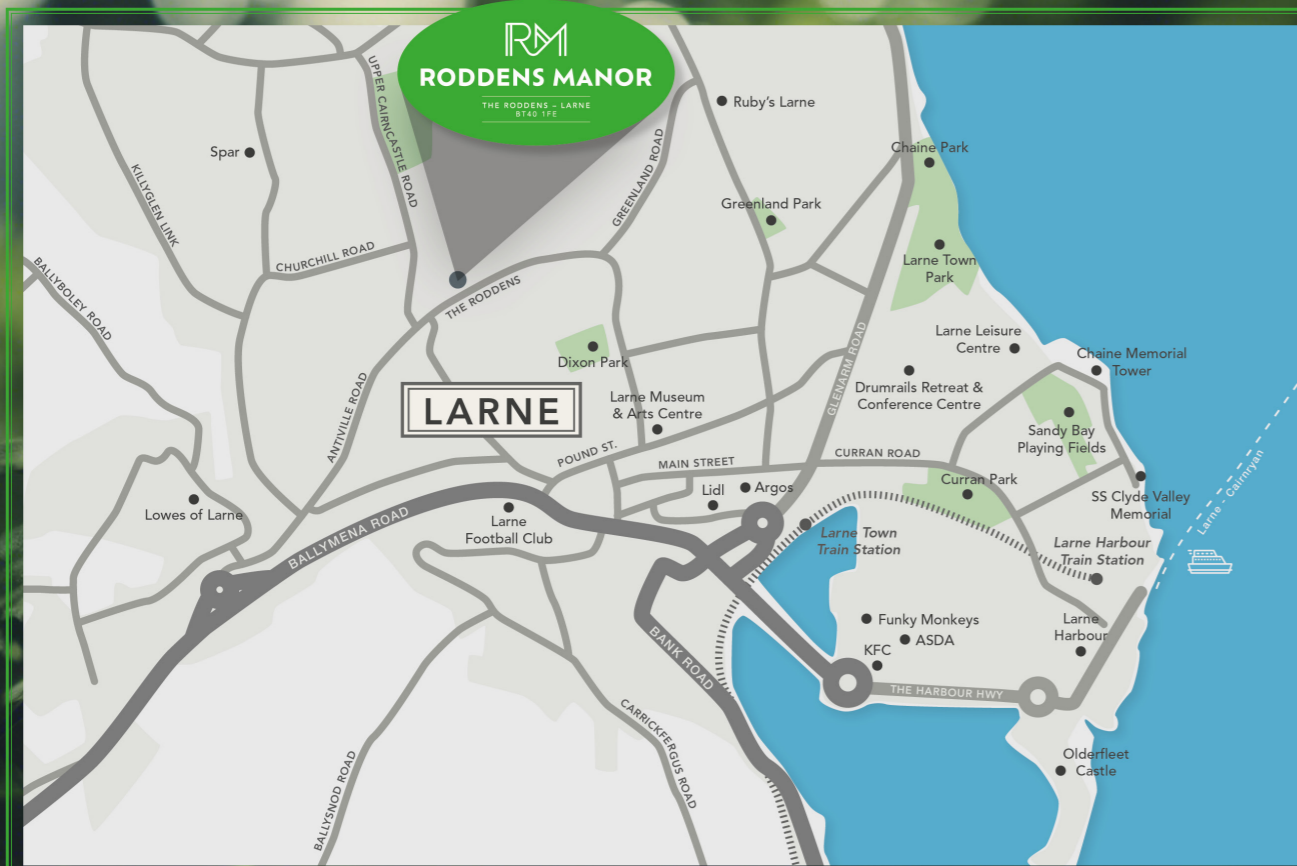 RM
RODDENS MANOR
THE RODDENS – LARNE
BT40 1FE
UPPER CAIRNCASTLE ROAD
Ruby's Larne
Spar
GREENLAND ROAD
Chaine Park
KILLYGLEN LINK
Greenland Park
CHURCHILL ROAD
Larne Town
Park
BALLYBOLEY ROAD
THE RODDENS
Larne Leisure
Centre
Chaine Memorial
Tower
Dixon Park
GLENARM ROAD
Drumrails Retreat &
Conference Centre
LARNE
Larne Museum
& Arts Centre
ANTIVILLE ROAD
Sandy Bay
Playing Fields
POUND ST.
MAIN STREET
CURRAN ROAD
Curran Park
Lidl
Argos
SS Clyde Valley
Memorial
Larne - Cairnryan
Lowes of Larne
BALLYMENA ROAD
Larne
Football Club
Larne Town
Train Station
Larne Harbour
Train Station
Funky Monkeys
ASDA
KFC
Larne
Harbour
BANK ROAD
THE HARBOUR HWY
CARRICKFERGUS ROAD
BALLYSNOD ROAD
Olderfleet
Castle